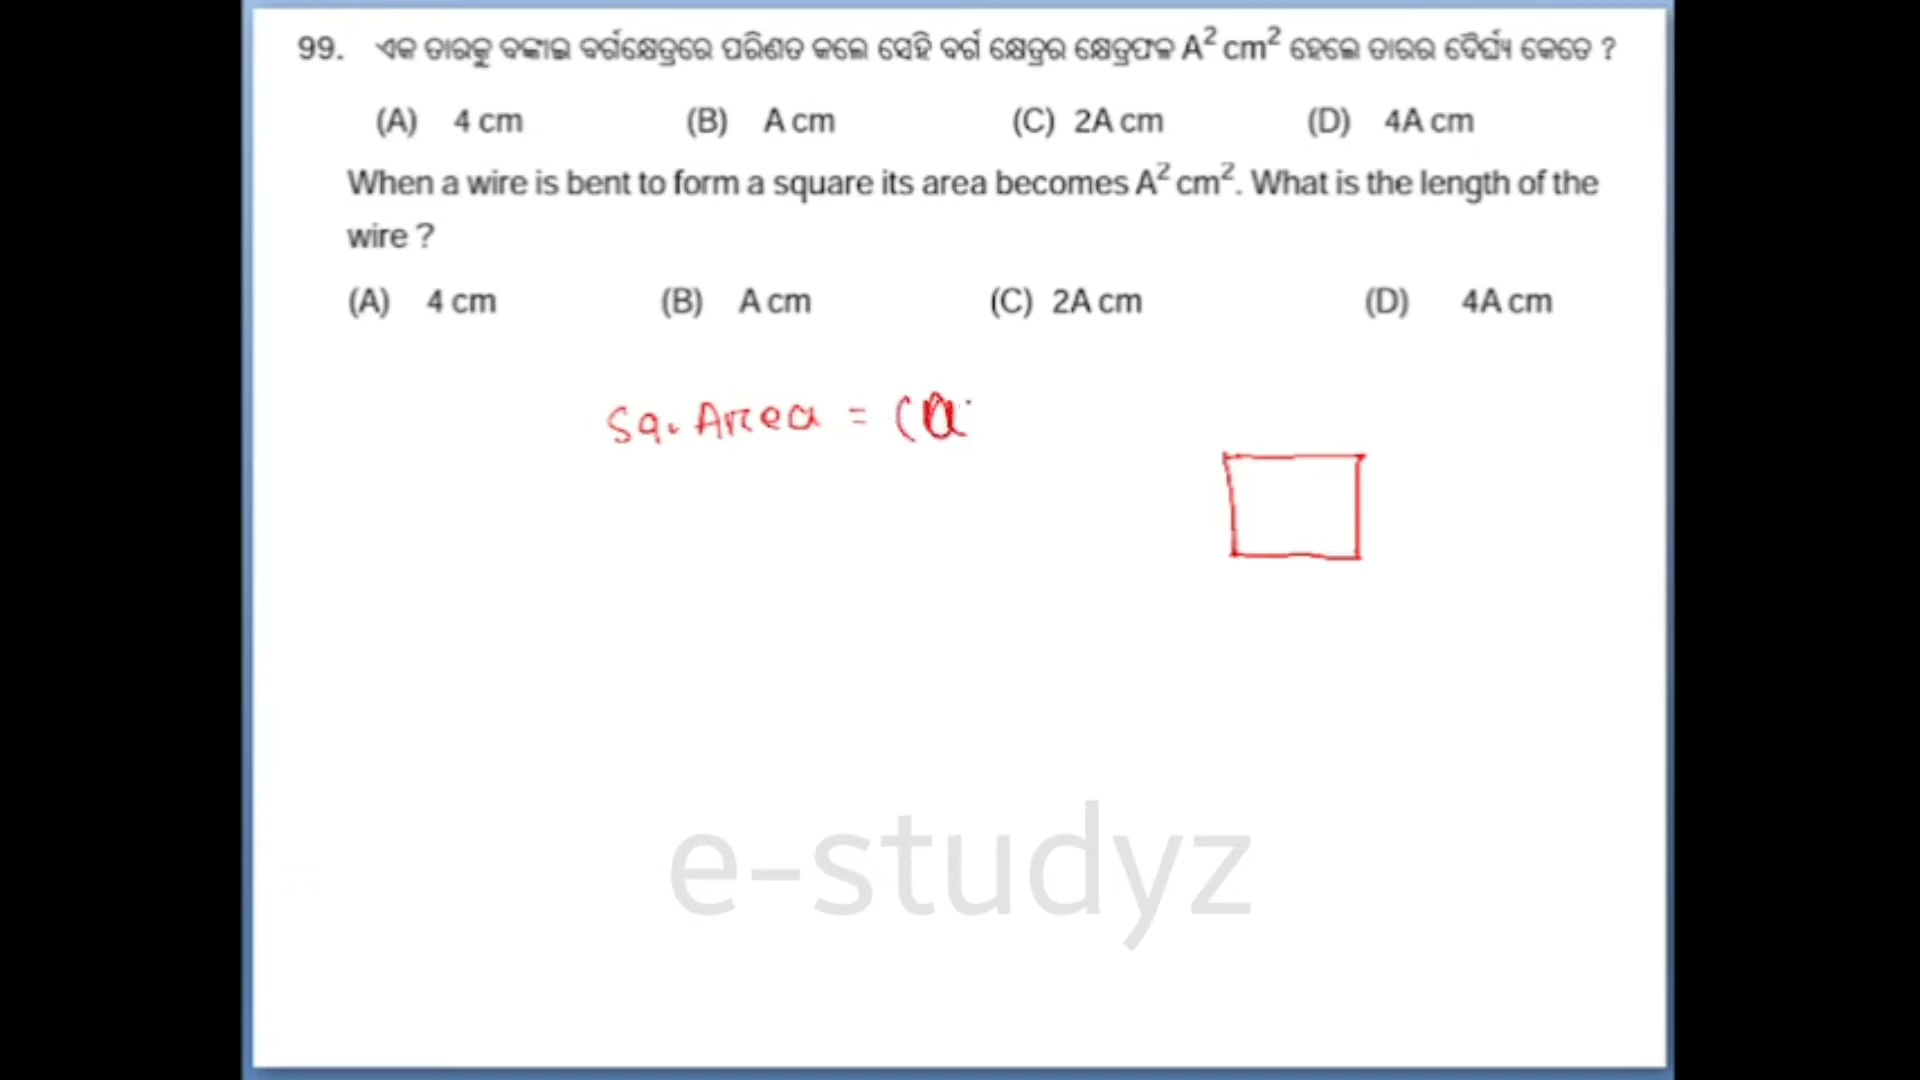 99. ଏକ ତାରକୁ ବଙ୍କାଇ ବର୍ଗକ୍ଷେତ୍ରରେ ପରିଣତ କଲେ ସେହି ବର୍ଗ କ୍ଷେତ୍ରର କ୍ଷେତ୍ରଫଳ A² cm² ହେଲେ ତାରର ଦୈର୍ଘ୍ୟ କେତେ ?
(A) 4 cm (B) A cm (C) 2A cm (D) 4A cm
When a wire is bent to form a square its area becomes A² cm². What is the length of the
wire ?
(A) 4 cm (B) A cm (C) 2A cm (D) 4A cm
Sq. Area = (a
e-studyz